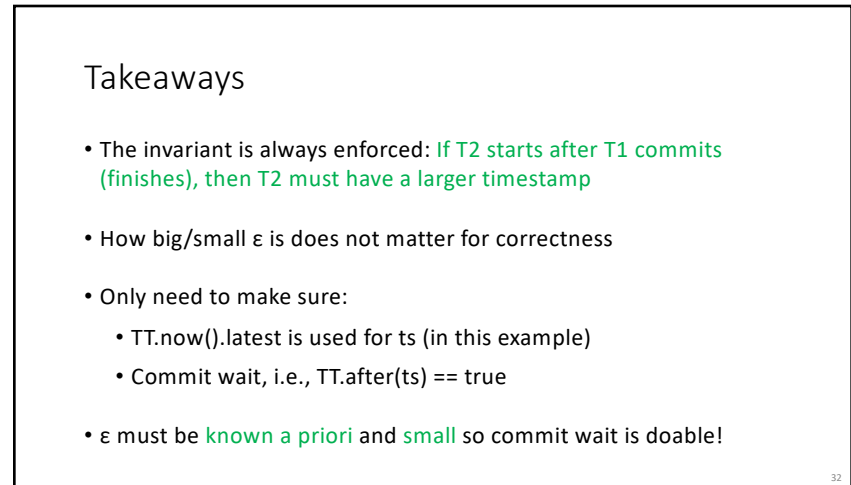 Takeaways
• The invariant is always enforced: If T2 starts after T1 commits
(finishes), then T2 must have a larger timestamp
• How big/small ε is does not matter for correctness
• Only need to make sure:
• TT.now().latest is used for ts (in this example)
• Commit wait, i.e., TT.after(ts) == true
• ε must be known a priori and small so commit wait is doable!
32